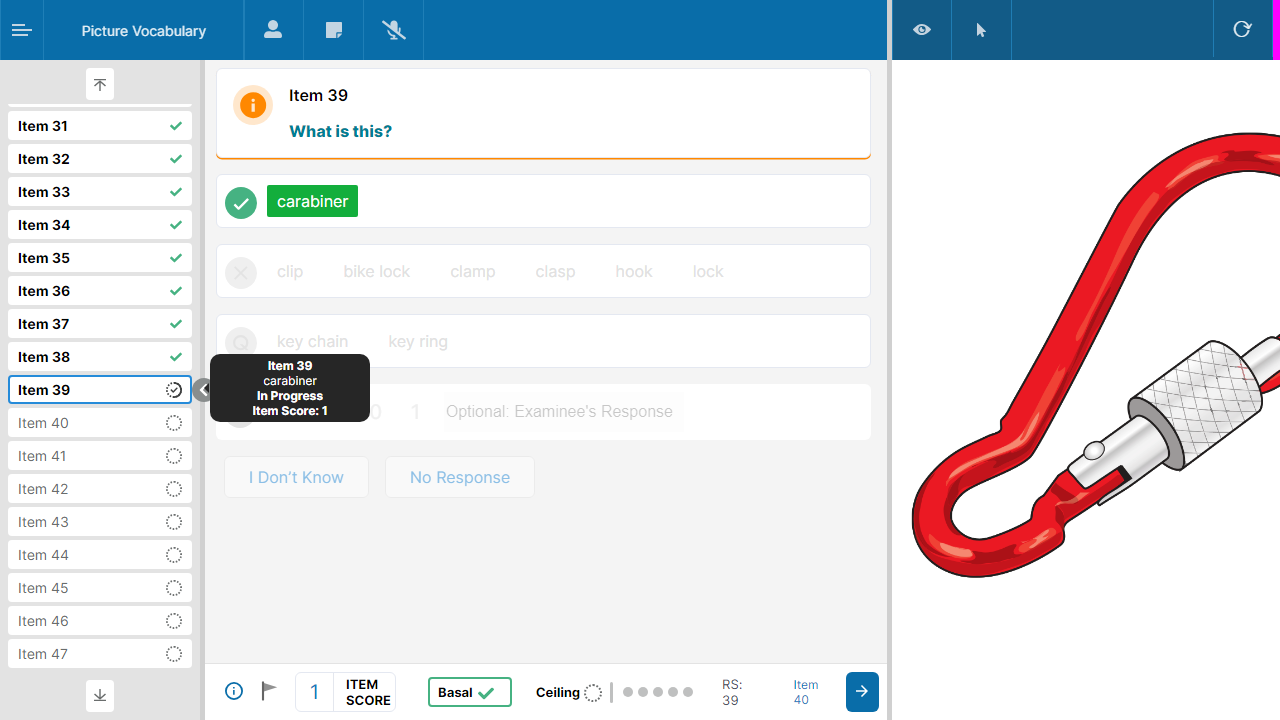 Picture Vocabulary
Item 31
Item 32
Item 33
Item 34
Item 35
Item 36
Item 37
Item 38
Item 39
Item 40
Item 41
Item 42
Item 43
Item 44
Item 45
Item 46
Item 47
Item 39
What is this?
carabiner
clip bike lock clamp clasp hook lock
Q key chain key ring
Item 39
carabiner
In Progress
Item Score: 1
0 1 Optional: Examinee's Response
I Don't Know No Response
1 ITEM SCORE
Basal
Ceiling
RS:
39
Item
40